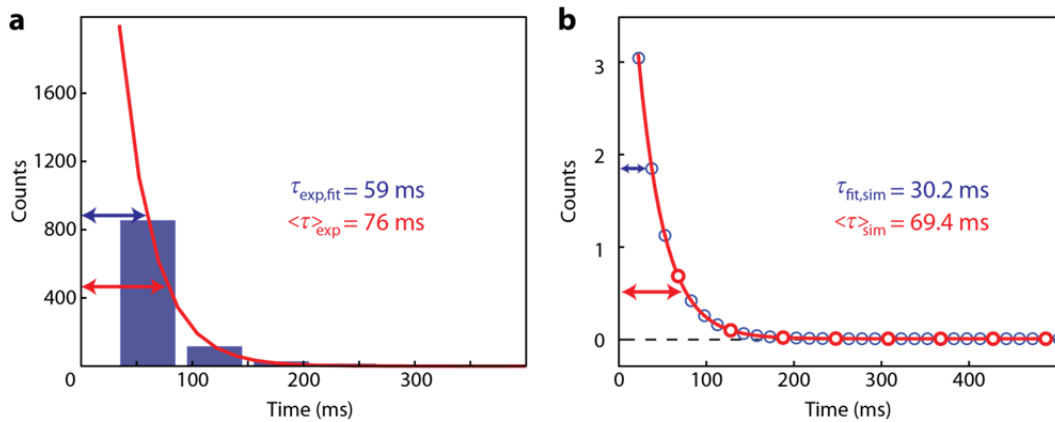 a
Counts
1600
1200
800
400
0
100
200
300
Time (ms)
τexp,fit = 59 ms
<τ>exp = 76 ms
b
Counts
3
2
1
0
0
100
200
300
400
Time (ms)
τfit,sim = 30.2 ms
<τ>sim = 69.4 ms